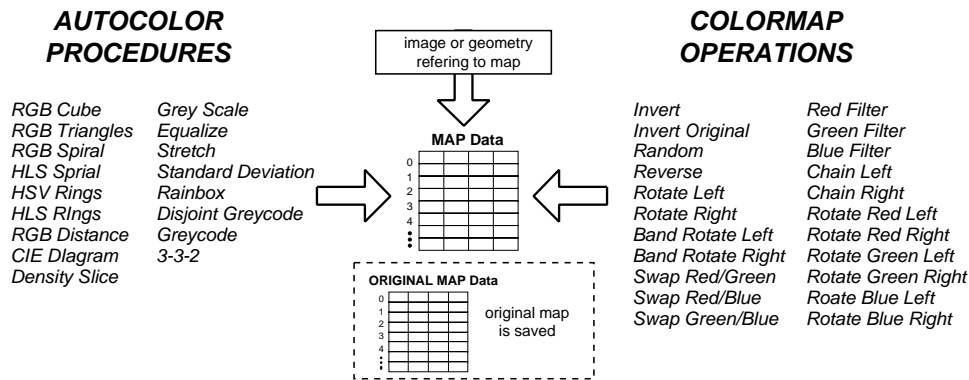 AUTOCOLOR
PROCEDURES
RGB Cube
RGB Triangles
RGB Spiral
HLS Sprial
HSV Rings
HLS RIngs
RGB Distance
CIE DIagram
Density Slice
Grey Scale
Equalize
Stretch
Standard Deviation
Rainbox
Disjoint Greycode
Greycode
3-3-2
image or geometry
refering to map
MAP Data
0
1
2
3
4
ORIGINAL MAP Data
0
1
2
3
4
original map
is saved
COLORMAP
OPERATIONS
Invert
Invert Original
Random
Reverse
Rotate Left
Rotate Right
Band Rotate Left
Band Rotate Right
Swap Red/Green
Swap Red/Blue
Swap Green/Blue
Red Filter
Green Filter
Blue Filter
Chain Left
Chain Right
Rotate Red Left
Rotate Red Right
Rotate Green Left
Rotate Green Right
Roate Blue Left
Rotate Blue Right